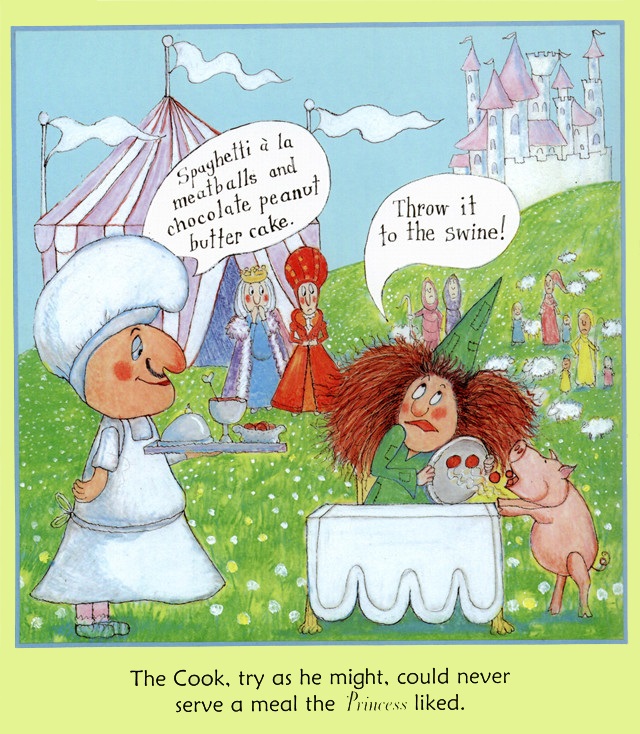 Spaghetti à la
meatballs and
chocolate peanut
butter cake.
Throw it
to the swine!
The Cook, try as he might, could never
serve a meal the Princess liked.